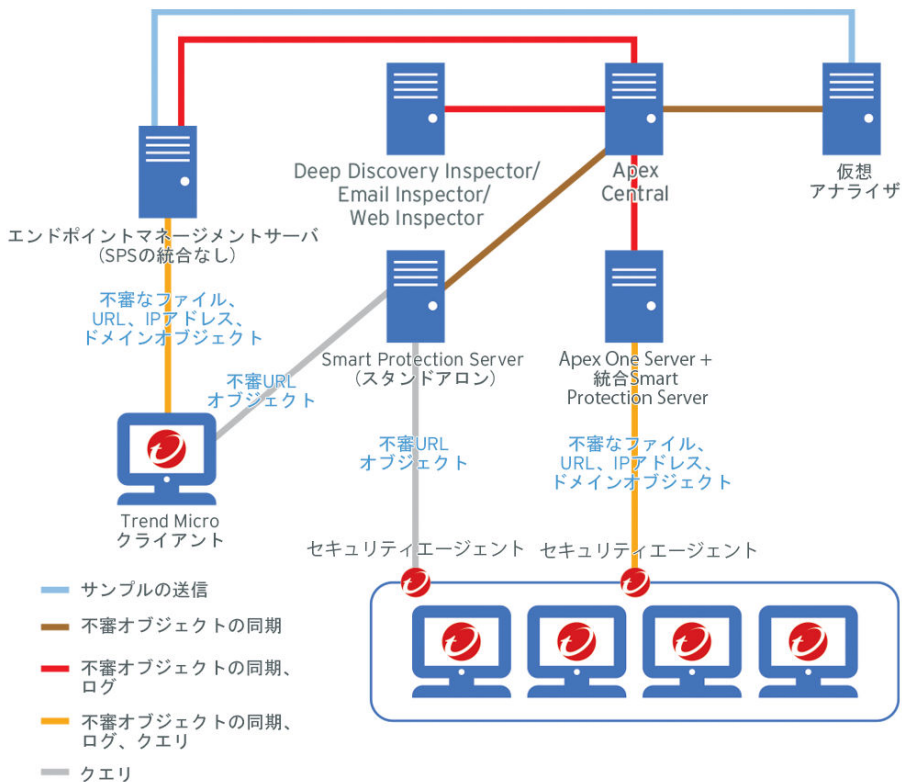 Deep Discovery Inspector/
Email Inspector/
Web Inspector
Apex
Central
仮想
アナライザ
エンドポイントマネージメントサーバ
（SPSの統合なし）
不審なファイル、
URL、IPアドレス、
ドメインオブジェクト
不審URL
オブジェクト
Smart Protection Server
（スタンドアロン）
Apex One Server +
統合Smart
Protection Server
不審URL
オブジェクト
不審なファイル、
URL、IPアドレス、
ドメインオブジェクト
Trend Micro
クライアント
セキュリティエージェント
セキュリティエージェント
サンプルの送信
不審オブジェクトの同期
不審オブジェクトの同期、
ログ
不審オブジェクトの同期、
ログ、クエリ
クエリ